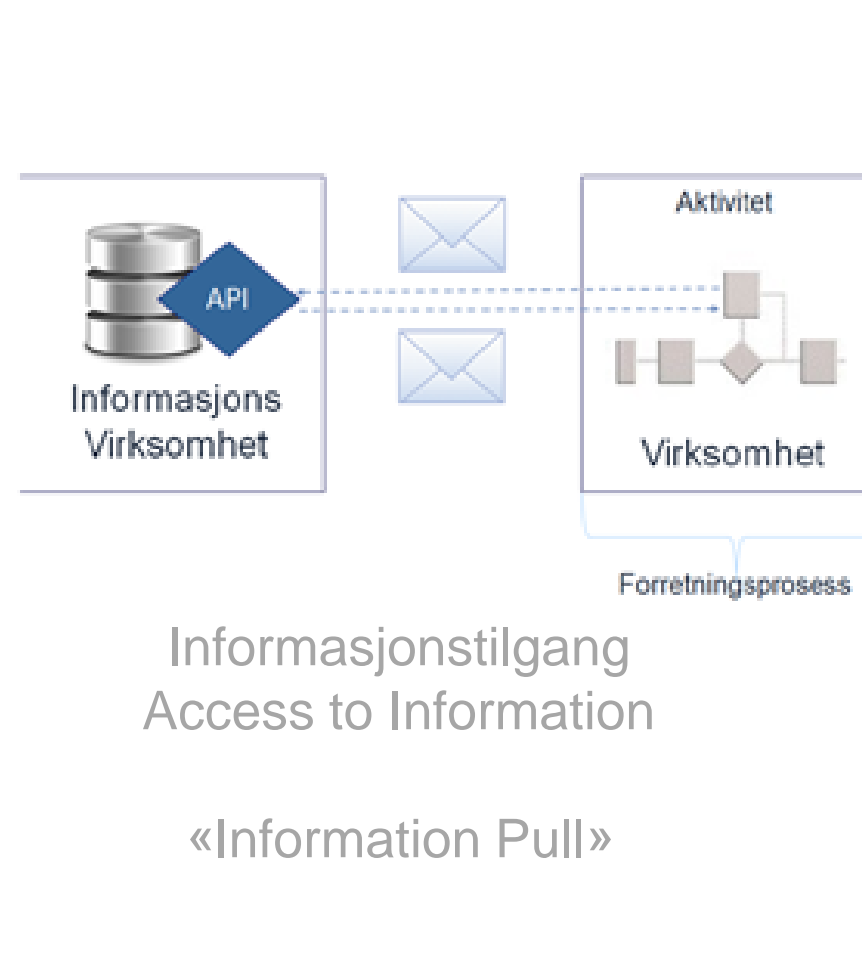 Aktivitet
API
Informasjons
Virksomhet
Virksomhet
Forretningsprosess
Informasjonstilgang
Access to Information
«Information Pull»